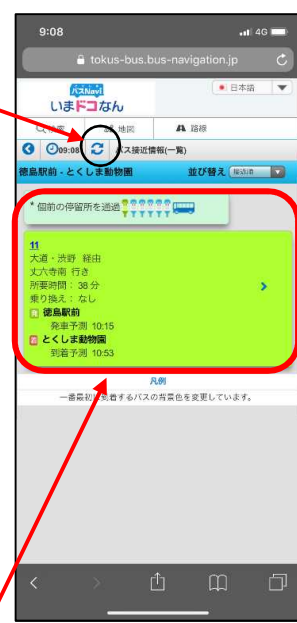 9:08
4G
tokus-bus.bus-navigation.jp
バスNavi
いまドコなん
日本語
地図
路線
09:08
バス接近情報(一覧)
徳島駅前 - とくしま動物園
並び替え
* 個前の停留所を通過
11
大道・渋野 経由
丈六寺南 行き
所要時間: 38 分
乗り換え: なし
徳島駅前
発車予測 10:15
とくしま動物園
到着予測 10:53
凡例
一番最初に到着するバスの背景色を変更しています。